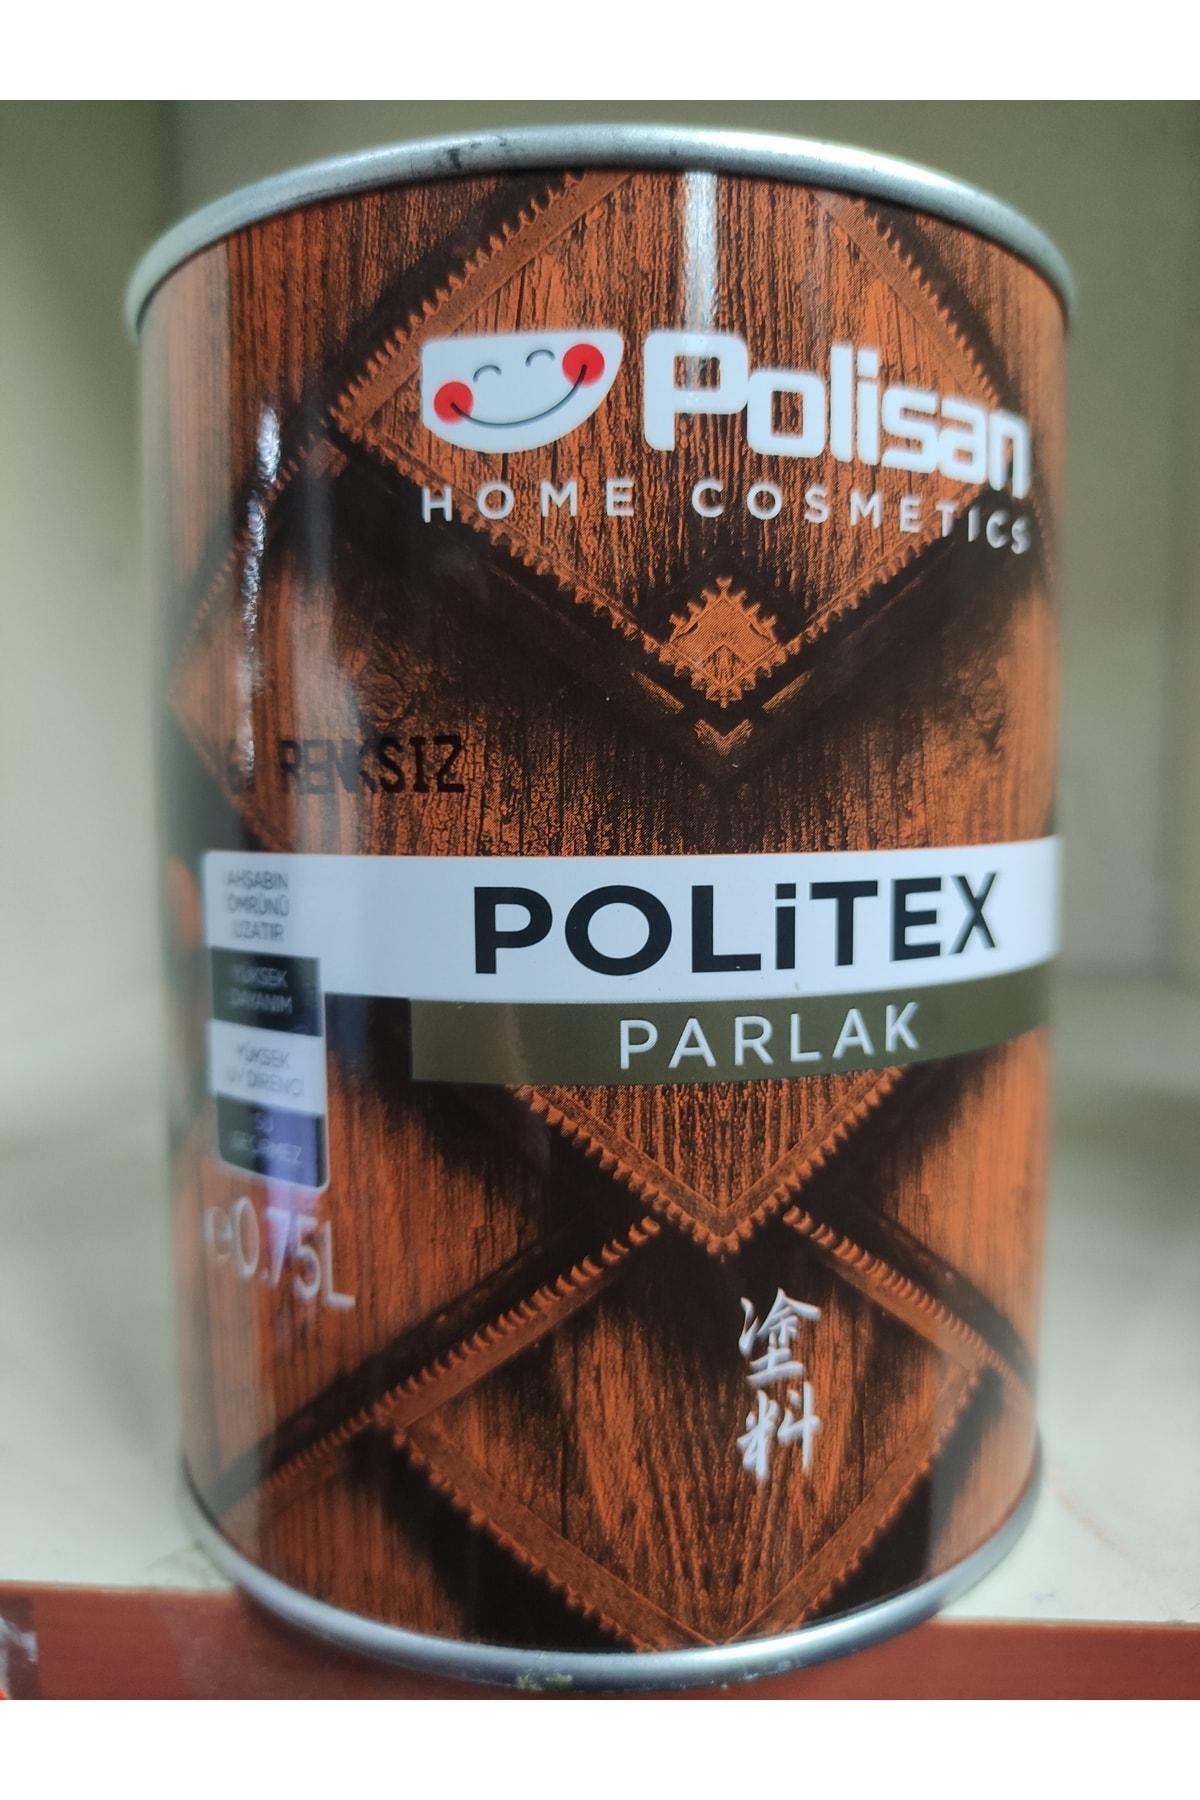 Polisan
HOME COSMETICS
RENKSIZ
AHŞABIN
ÖMRÜNÜ
UZATIR
YÜKSEK
DAYANIM
YÜKSEK
UV DİRENCİ
SU
GEÇİRMEZ
POLiTEX
PARLAK
e0.75L
塗
料